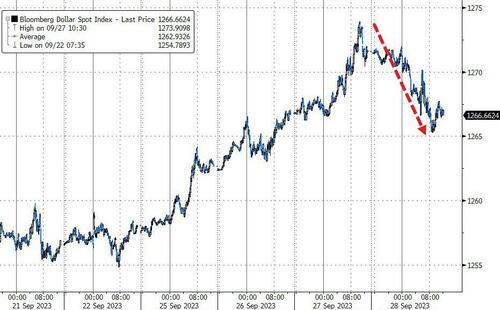 Bloomberg Dollar Spot Index - Last Price 1266.6624
High on 09/27 10:30 1273.9098
Average 1262.9326
Low on 09/22 07:35 1254.7893
1275
1270
1266.6624
1265
1260
1255
00:00 08:00 00:00 08:00 00:00 08:00 00:00 08:00 00:00 08:00 00:00 08:00
21 Sep 2023 22 Sep 2023 25 Sep 2023 26 Sep 2023 27 Sep 2023 28 Sep 2023